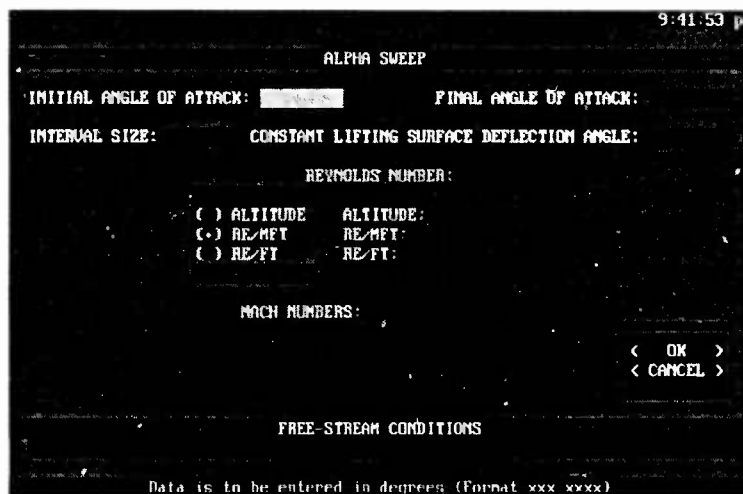 9:41:53 p
ALPHA SWEEP
INITIAL ANGLE OF ATTACK: FINAL ANGLE OF ATTACK:
INTERVAL SIZE: CONSTANT LIFTING SURFACE DEFLECTION ANGLE:
REYNOLDS NUMBER:
( ) ALTITUDE ALTITUDE:
(•) RE/MFT RE/MFT:
( ) RE/FT RE/FT:
MACH NUMBERS:
< OK >
< CANCEL >
FREE-STREAM CONDITIONS
Data is to be entered in degrees (Format xxx.xxxx)